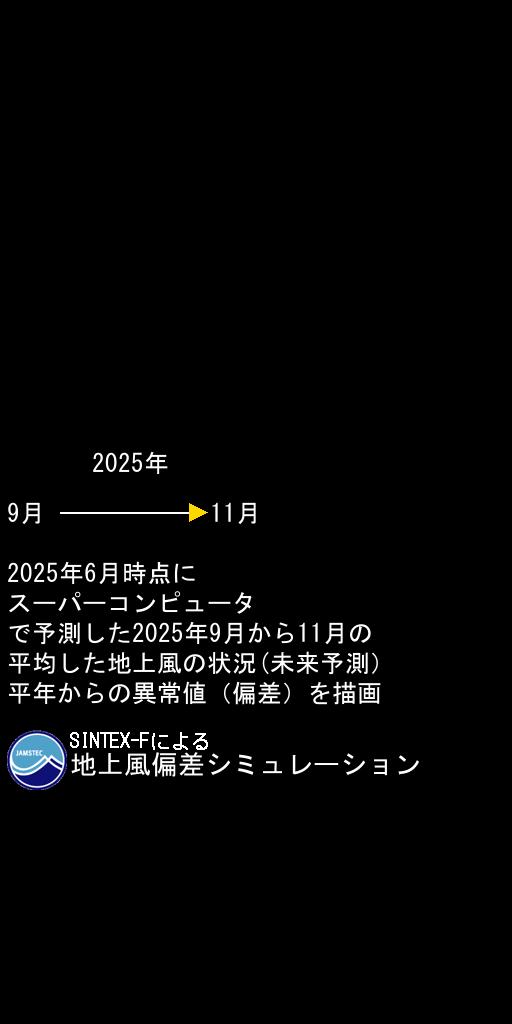 2025年
9月 11月
2025年6月時点に
スーパーコンピュータ
で予測した2025年9月から11月の
平均した地上風の状況(未来予測)
平年からの異常値（偏差）を描画
SINTEX-Fによる
JAMSTEC
地上風偏差シミュレーション